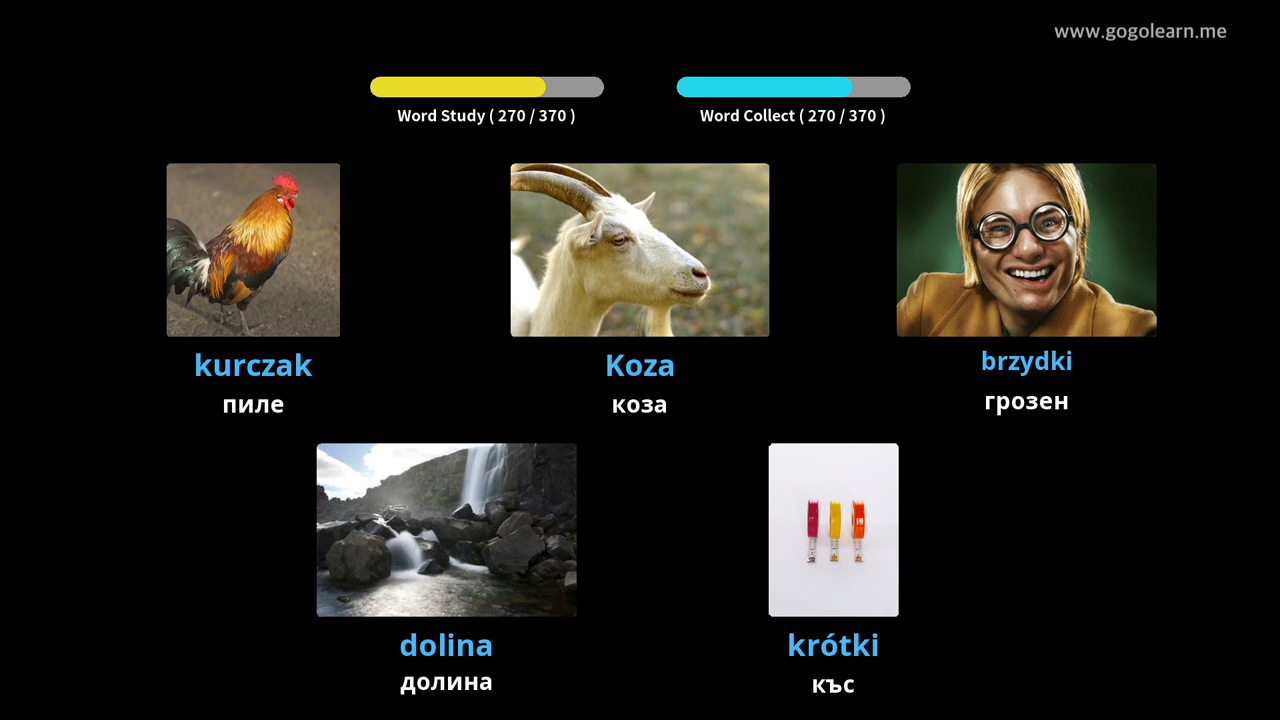 www.gogolearn.me
Word Study ( 270 / 370 )
Word Collect ( 270 / 370 )
kurczak
пиле
Koza
коза
brzydki
грозен
dolina
долина
krótki
къс